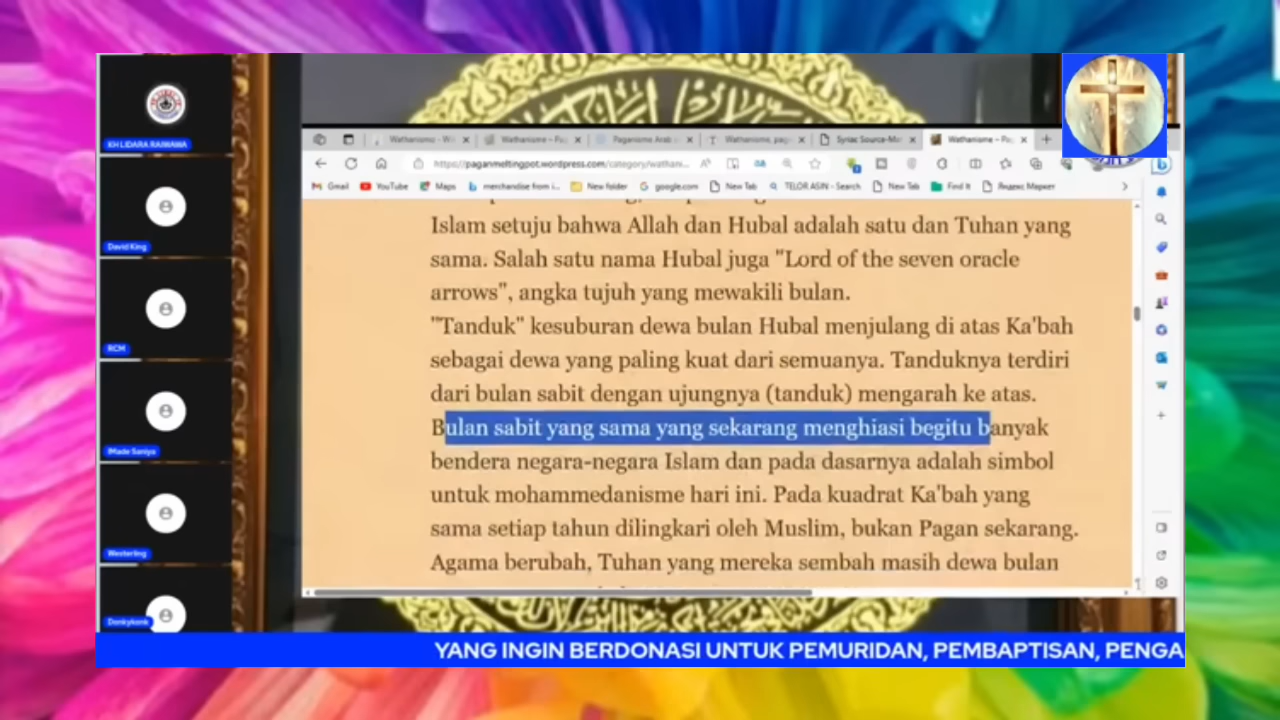 KH LIDARA RAIWAWA
David King
RCM
Westerling
Donkykonk
https://paganmeltingpot.wordpress.com/category/wathani...
Gmail
YouTube
Maps
merchandise from i...
New folder
google.com
New Tab
TELOR ASIN - Search
New Tab
Find It
Яндекс Маркет
Islam setuju bahwa Allah dan Hubal adalah satu dan Tuhan yang
sama. Salah satu nama Hubal juga "Lord of the seven oracle
arrows", angka tujuh yang mewakili bulan.
"Tanduk" kesuburan dewa bulan Hubal menjulang di atas Ka'bah
sebagai dewa yang paling kuat dari semuanya. Tanduknya terdiri
dari bulan sabit dengan ujungnya (tanduk) mengarah ke atas.
Bulan sabit yang sama yang sekarang menghiasi begitu banyak
bendera negara-negara Islam dan pada dasarnya adalah simbol
untuk mohammedanisme hari ini. Pada kuadrat Ka'bah yang
sama setiap tahun dilingkari oleh Muslim, bukan Pagan sekarang.
Agama berubah, Tuhan yang mereka sembah masih dewa bulan
YANG INGIN BERDONASI UNTUK PEMURIDAN, PEMBAPTISAN, PENGA